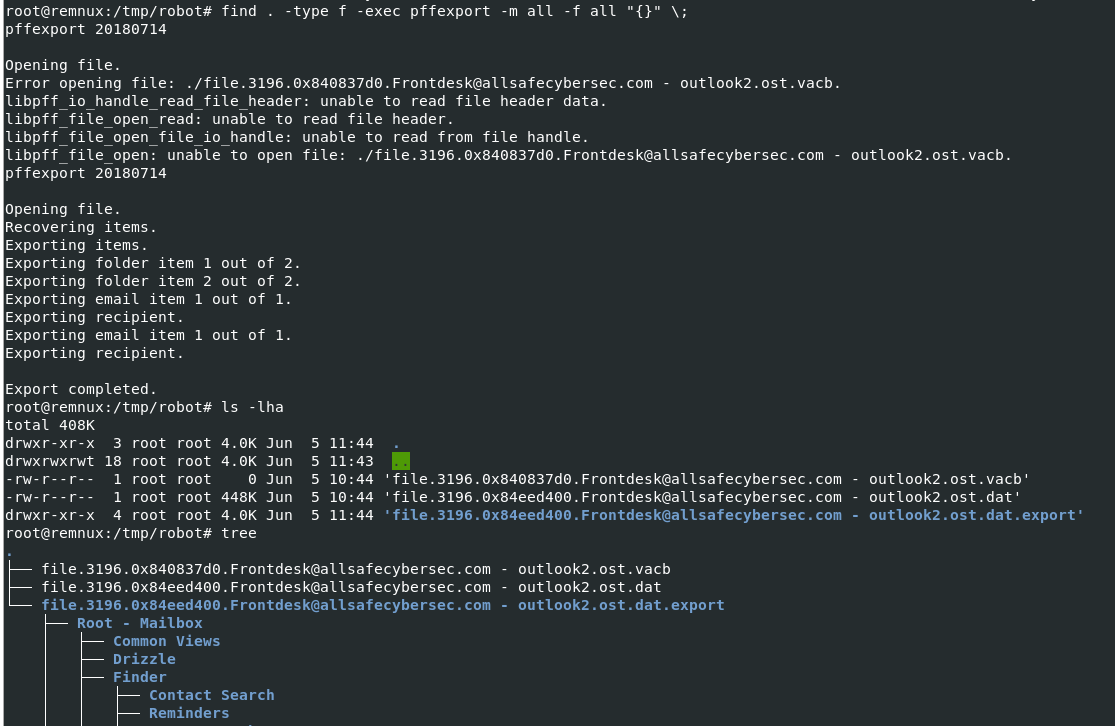 root@remnux:/tmp/robot# find . -type f -exec pffexport -m all -f all "{}" \;
pffexport 20180714
Opening file.
Error opening file: ./file.3196.0x840837d0.Frontdesk@allsafecybersec.com - outlook2.ost.vacb.
libpff_io_handle_read_file_header: unable to read file header data.
libpff_file_open_read: unable to read file header.
libpff_file_open_file_io_handle: unable to read from file handle.
libpff_file_open: unable to open file: ./file.3196.0x840837d0.Frontdesk@allsafecybersec.com - outlook2.ost.vacb.
pffexport 20180714
Opening file.
Recovering items.
Exporting items.
Exporting folder item 1 out of 2.
Exporting folder item 2 out of 2.
Exporting email item 1 out of 1.
Exporting recipient.
Exporting email item 1 out of 1.
Exporting recipient.
Export completed.
root@remnux:/tmp/robot# ls -lha
total 408K
drwxr-xr-x  3 root root 4.0K Jun  5 11:44  .
drwxrwxrwt 18 root root 4.0K Jun  5 11:43  ..
-rw-r--r--  1 root root    0 Jun  5 10:44 'file.3196.0x840837d0.Frontdesk@allsafecybersec.com - outlook2.ost.vacb'
-rw-r--r--  1 root root 448K Jun  5 10:44 'file.3196.0x84eed400.Frontdesk@allsafecybersec.com - outlook2.ost.dat'
drwxr-xr-x  4 root root 4.0K Jun  5 11:44 'file.3196.0x84eed400.Frontdesk@allsafecybersec.com - outlook2.ost.dat.export'
root@remnux:/tmp/robot# tree
.
├── file.3196.0x840837d0.Frontdesk@allsafecybersec.com - outlook2.ost.vacb
├── file.3196.0x84eed400.Frontdesk@allsafecybersec.com - outlook2.ost.dat
└── file.3196.0x84eed400.Frontdesk@allsafecybersec.com - outlook2.ost.dat.export
    ├── Root - Mailbox
    │   ├── Common Views
    │   ├── Drizzle
    │   ├── Finder
    │   │   ├── Contact Search
    │   │   ├── Reminders